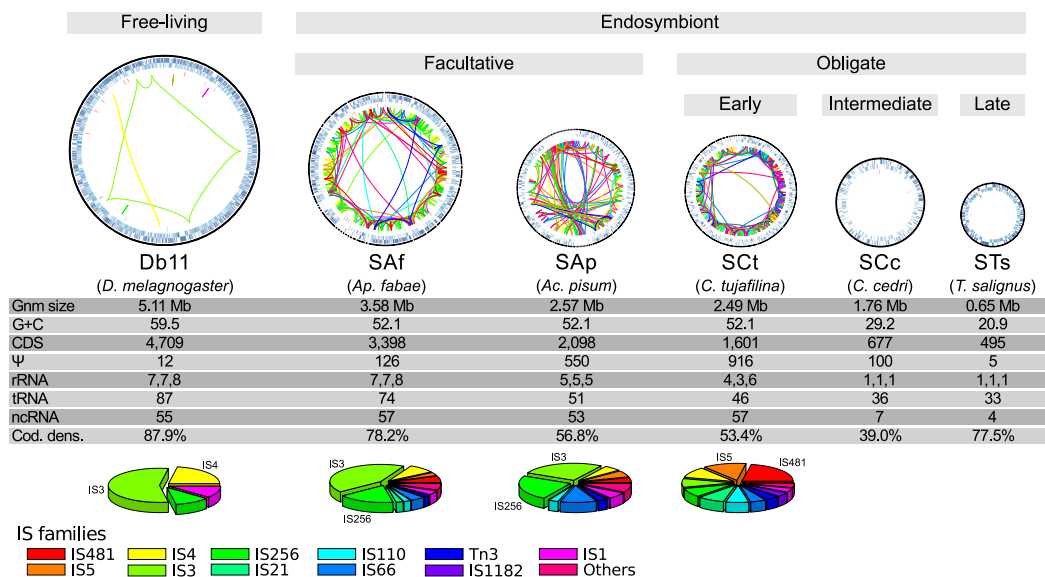 Free-living
Endosymbiont
Facultative
Obligate
Early
Intermediate
Late
Db11
SAf
SAp
SCt
SCc
STs
(D. melagnogaster)
(Ap. fabae)
(Ac. pisum)
(C. tujafilina)
(C. cedri)
(T. salignus)
Gnm size 5.11 Mb 3.58 Mb 2.57 Mb 2.49 Mb 1.76 Mb 0.65 Mb
G+C 59.5 52.1 52.1 52.1 29.2 20.9
CDS 4,709 3,398 2,098 1,601 677 495
Ψ 12 126 550 916 100 5
rRNA 7,7,8 7,7,8 5,5,5 4,3,6 1,1,1 1,1,1
tRNA 87 74 51 46 36 33
ncRNA 55 57 53 57 7 4
Cod. dens. 87.9% 78.2% 56.8% 53.4% 39.0% 77.5%
IS3
IS4
IS3
IS256
IS3
IS256
IS5
IS481
IS families
IS481 IS4 IS256 IS110 Tn3 IS1
IS5 IS3 IS21 IS66 IS1182 Others